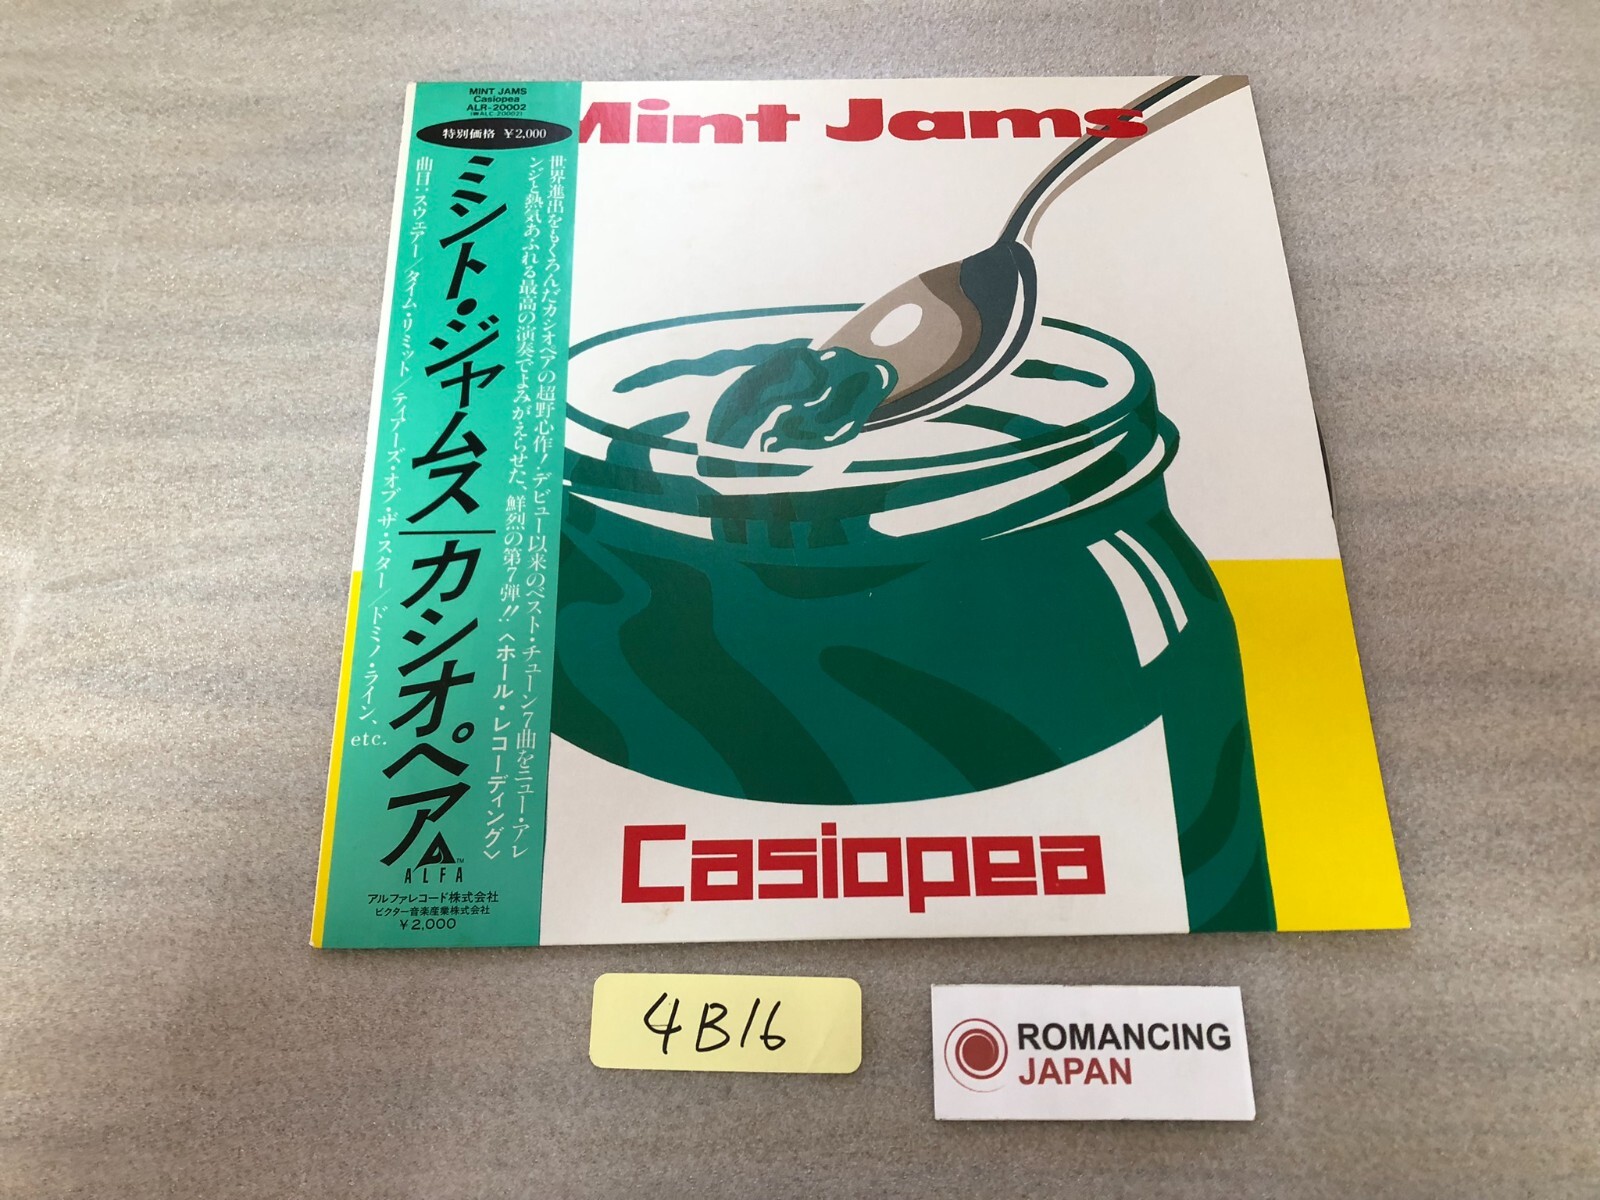 MINT JAMS
Casiopea
ALR-20002
(■ALC-20002)
特別価格 ¥2,000
世界進出をもくろんだカシオペアの超野心作!デビュー以来のベスト・チューン7曲をニュー・アレ
ンジと熱気あふれる最高の演奏でよみがえらせた、鮮烈の第7弾!!〈ホール・レコーディング〉
ミント・ジャムス|カシオペア
曲目:スウェアー/タイム・リミット/ティアーズ・オブ・ザ・スター/ドミノ・ライン、
etc.
ALFA™
アルファレコード株式会社
ビクター音楽産業株式会社
¥2,000
Mint Jams
Casiopea
4B16
ROMANCING
JAPAN